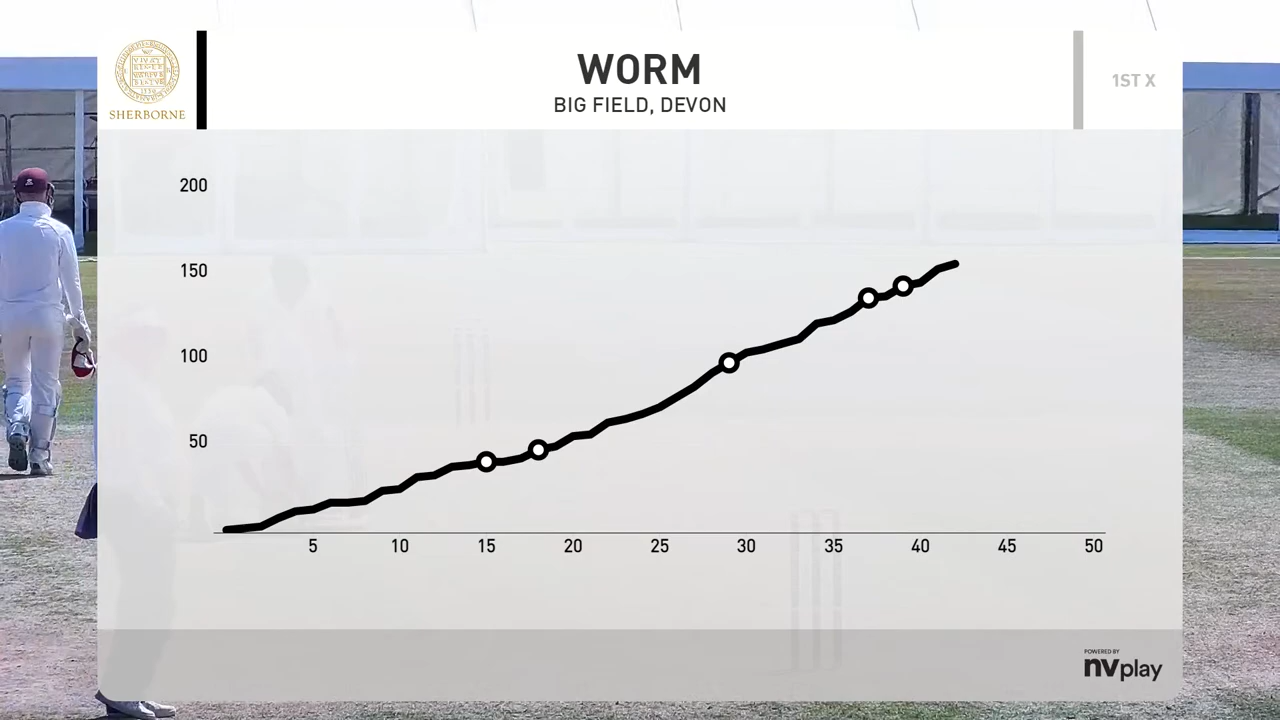 WORM
BIG FIELD, DEVON
SHERBORNE
1ST X
200
150
100
50
5 10 15 20 25 30 35 40 45 50
POWERED BY
nvplay